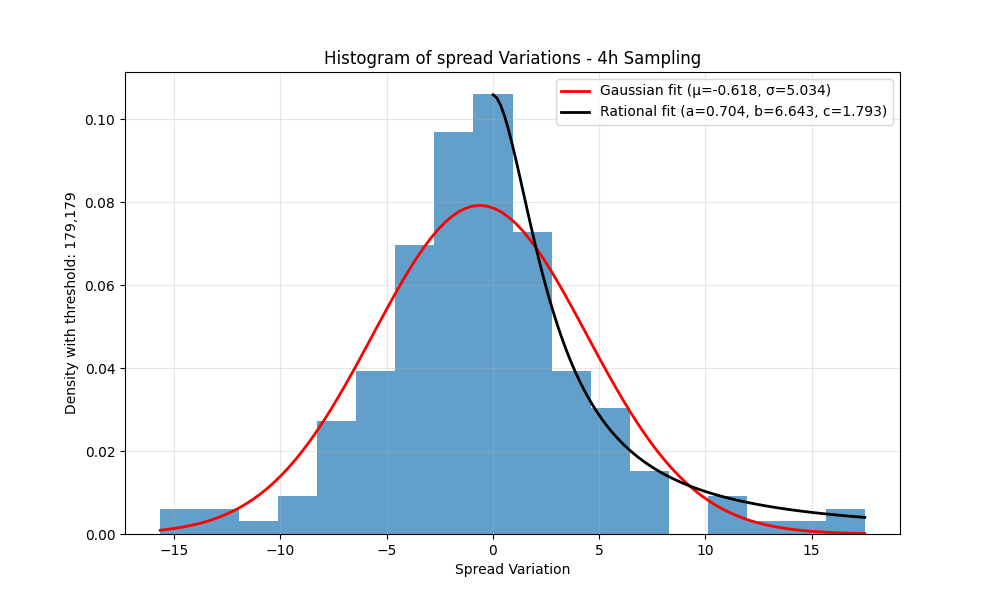 Histogram of spread Variations - 4h Sampling
Gaussian fit (μ=-0.618, σ=5.034)
Rational fit (a=0.704, b=6.643, c=1.793)
Density with threshold: 179,179
0.10
0.08
0.06
0.04
0.02
0.00
−15
−10
−5
0
5
10
15
Spread Variation